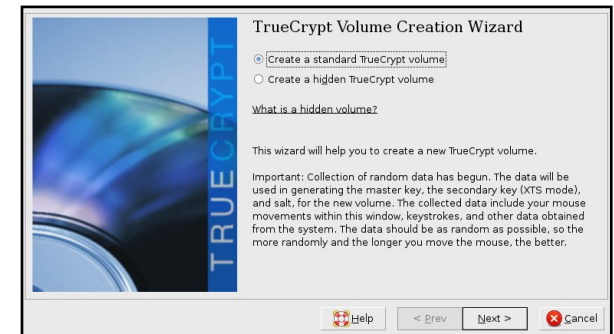 TrueCrypt Volume Creation Wizard
Create a standard TrueCrypt volume
Create a hidden TrueCrypt volume
What is a hidden volume?
This wizard will help you to create a new TrueCrypt volume.
Important: Collection of random data has begun. The data will be
used in generating the master key, the secondary key (XTS mode),
and salt, for the new volume. The collected data include your mouse
movements within this window, keystrokes, and other data obtained
from the system. The data should be as random as possible, so the
more randomly and the longer you move the mouse, the better.
TRUECRYPT
Help
< Prev
Next >
Cancel